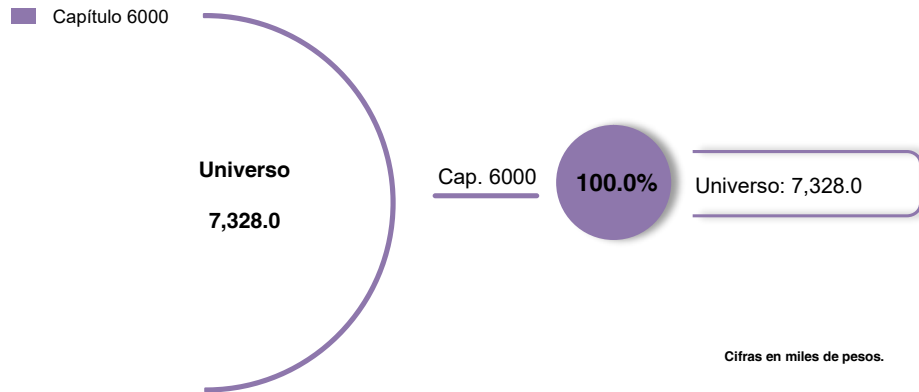 Capítulo 6000
Universo
7,328.0
Cap. 6000
100.0%
Universo: 7,328.0
Cifras en miles de pesos.